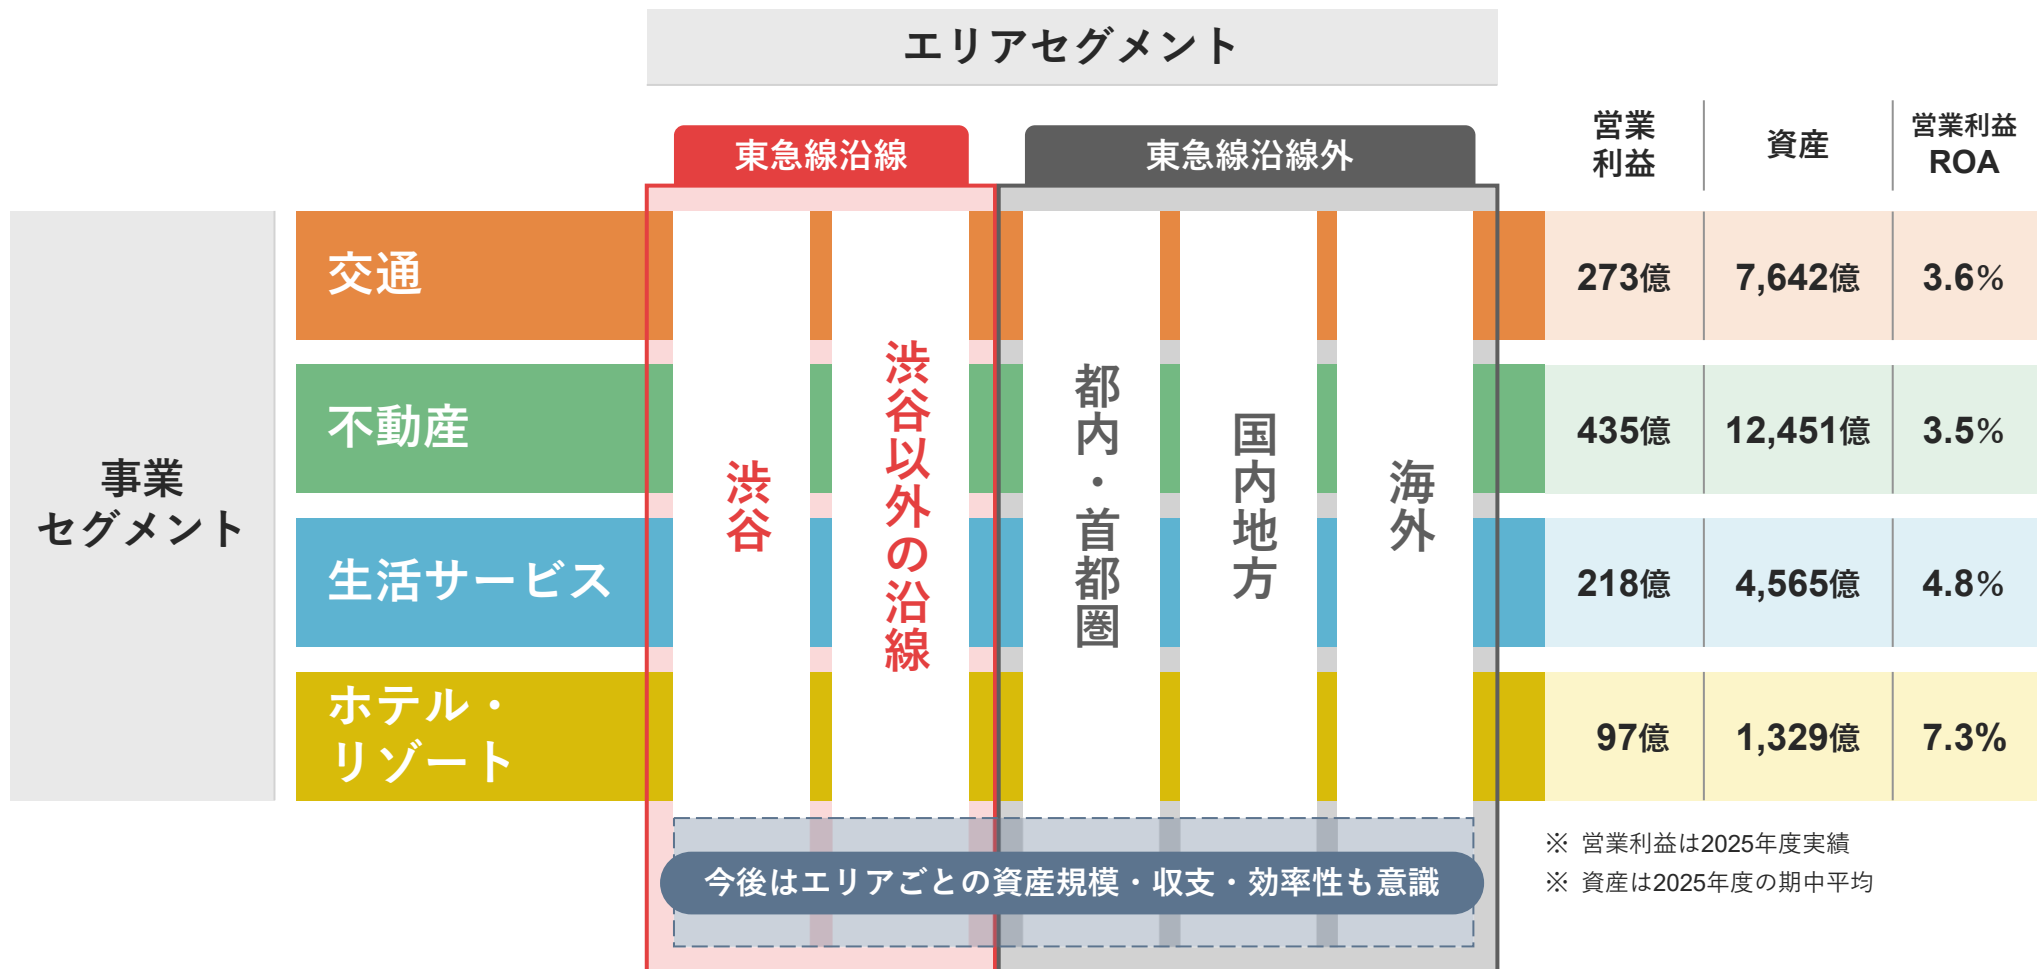 エリアセグメント
東急線沿線
東急線沿線外
営業
利益
資産
営業利益
ROA
事業
セグメント
渋谷
渋谷以外の沿線
都内・首都圏
国内地方
海外
交通
273億
7,642億
3.6%
不動産
435億
12,451億
3.5%
生活サービス
218億
4,565億
4.8%
ホテル・
リゾート
97億
1,329億
7.3%
今後はエリアごとの資産規模・収支・効率性も意識
※ 営業利益は2025年度実績
※ 資産は2025年度の期中平均